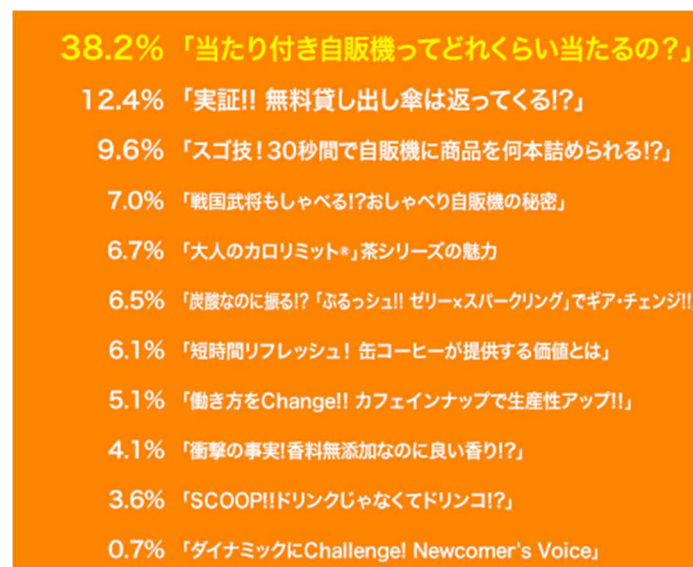 38.2% 「当たり付き自販機ってどれくらい当たるの？」
12.4% 「実証!! 無料貸し出し傘は返ってくる!?」
9.6% 「スゴ技！30秒間で自販機に商品を何本詰められる!?」
7.0% 「戦国武将もしゃべる!?おしゃべり自販機の秘密」
6.7% 「大人のカロリミット®」茶シリーズの魅力
6.5% 「炭酸なのに振る!? 「ぷるっシュ!! ゼリー×スパークリング」でギア・チェンジ!!
6.1% 「短時間リフレッシュ！ 缶コーヒーが提供する価値とは」
5.1% 「働き方をChange!! カフェインナップで生産性アップ!!」
4.1% 「衝撃の事実!香料無添加なのに良い香り!?」
3.6% 「SCOOP!!ドリンクじゃなくてドリンコ!?」
0.7% 「ダイナミックにChallenge! Newcomer's Voice」